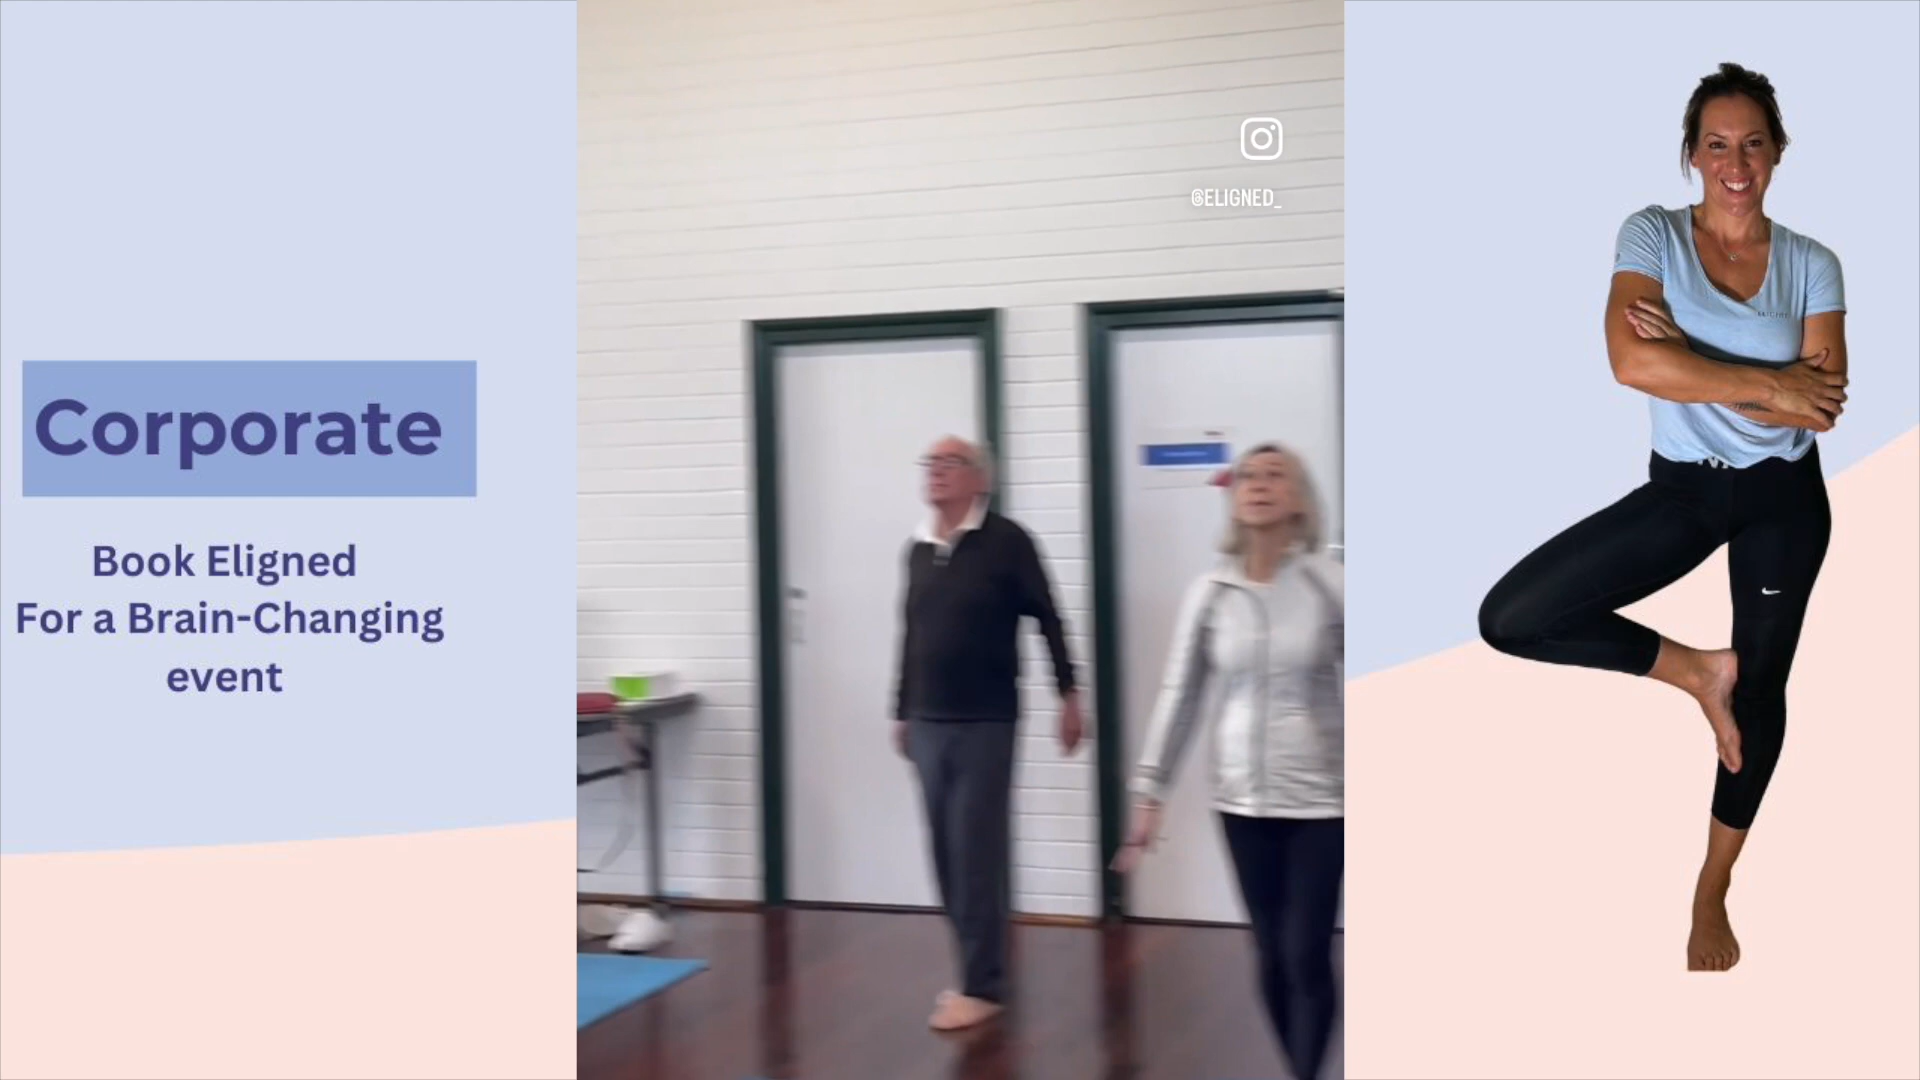 Corporate
Book Eligned
For a Brain-Changing
event
@ELIGNED_